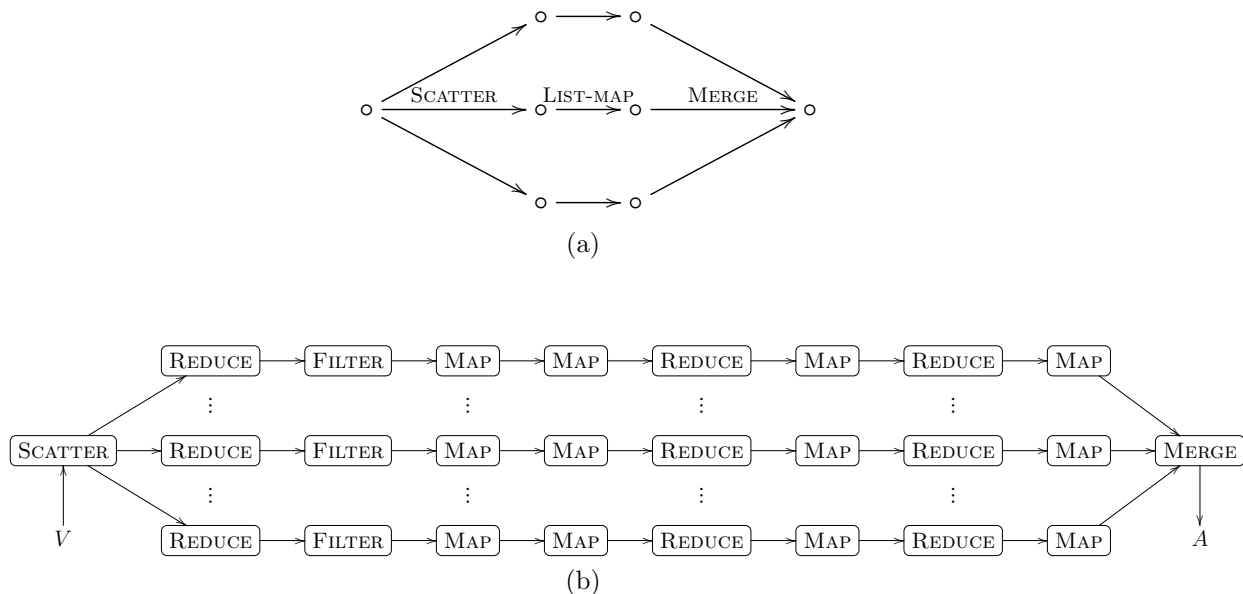 SCATTER LIST-MAP MERGE
(a)
REDUCE FILTER MAP MAP REDUCE MAP REDUCE MAP
⋮ ⋮ ⋮ ⋮
SCATTER REDUCE FILTER MAP MAP REDUCE MAP REDUCE MAP MERGE
⋮ ⋮ ⋮ ⋮
V REDUCE FILTER MAP MAP REDUCE MAP REDUCE MAP A
(b)